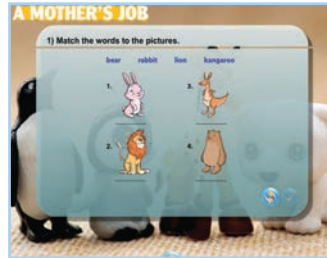 A MOTHER'S JOB
1) Match the words to the pictures.
bear rabbit lion kangaroo
1. 3.
2. 4.